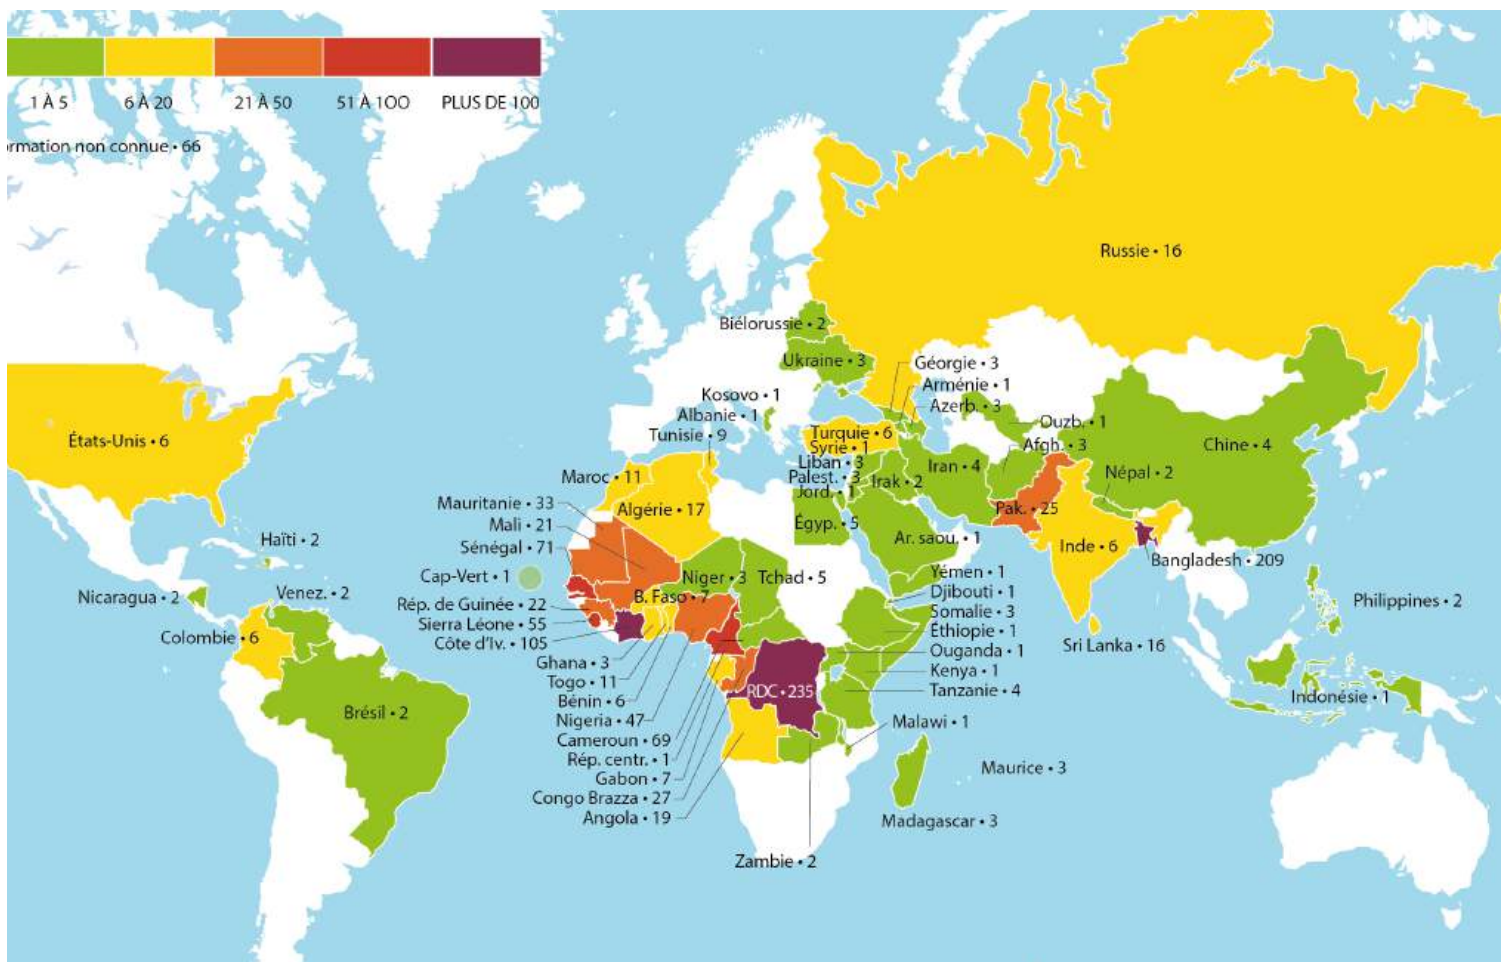 1 À 5
6 À 20
21 À 50
51 À 1OO
PLUS DE 100
ormation non connue • 66
Russie • 16
Biélorussie • 2
Ukraine • 3
Géorgie • 3
Arménie • 1
Kosovo • 1
Azerb. • 3
Albanie • 1
Ouzb. • 1
Tunisie • 9
Turquie • 6
États-Unis • 6
Syrie • 1
Afgh. • 3
Chine • 4
Liban • 3
Iran • 4
Maroc • 11
Palest. • 3
Irak • 2
Népal • 2
Jord. • 1
Mauritanie • 33
Algérie • 17
Pak. • 25
Mali • 21
Égyp. • 5
Haïti • 2
Sénégal • 71
Ar. saou. • 1
Inde • 6
Bangladesh • 209
Cap-Vert • 1
Niger • 3
Tchad • 5
Yémen • 1
Venez. • 2
Djibouti • 1
Nicaragua • 2
B. Faso • 7
Philippines • 2
Rép. de Guinée • 22
Somalie • 3
Sierra Léone • 55
Éthiopie • 1
Colombie • 6
Côte d'Iv. • 105
Sri Lanka • 16
Ouganda • 1
Ghana • 3
Kenya • 1
Togo • 11
RDC • 235
Tanzanie • 4
Indonésie • 1
Bénin • 6
Brésil • 2
Nigeria • 47
Malawi • 1
Cameroun • 69
Rép. centr. • 1
Maurice • 3
Gabon • 7
Congo Brazza • 27
Angola • 19
Madagascar • 3
Zambie • 2